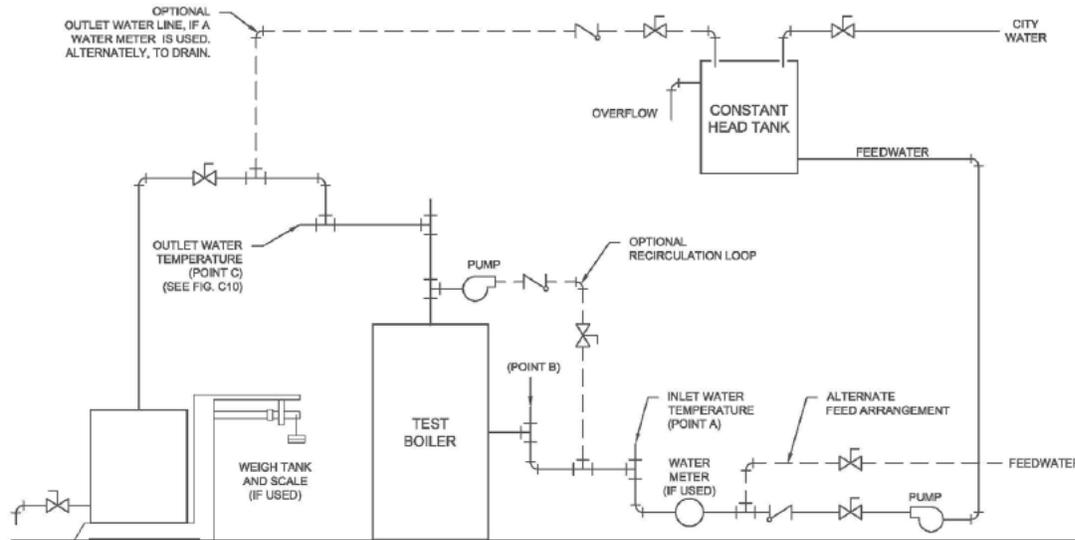 OPTIONAL
OUTLET WATER LINE, IF A
WATER METER IS USED.
ALTERNATELY, TO DRAIN.
CITY
WATER
OVERFLOW
CONSTANT
HEAD TANK
FEEDWATER
OUTLET WATER
TEMPERATURE
(POINT C)
(SEE FIG. C10)
PUMP
OPTIONAL
RECIRCULATION LOOP
(POINT B)
INLET WATER
TEMPERATURE
(POINT A)
ALTERNATE
FEED ARRANGEMENT
TEST
BOILER
WEIGH TANK
AND SCALE
(IF USED)
WATER
METER
(IF USED)
FEEDWATER
PUMP